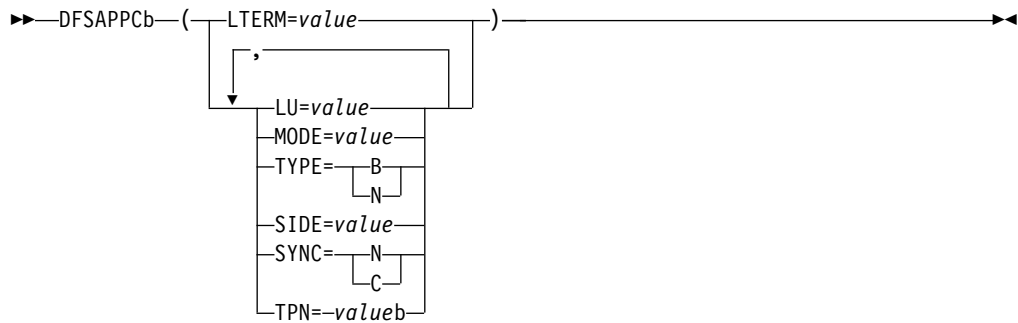 DFSAPPCb ( LTERM=value )
,
LU=value
MODE=value
TYPE= B
N
SIDE=value
SYNC= N
C
TPN= valueb